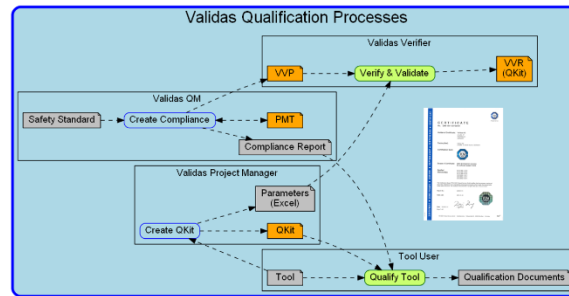 Validas Qualification Processes
Validas Verifier
VVP
Verify & Validate
VVR
(QKit)
Validas QM
Safety Standard
Create Compliance
PMT
Compliance Report
Validas Project Manager
Parameters
(Excel)
Create QKit
QKit
Tool User
Tool
Qualify Tool
Qualification Documents